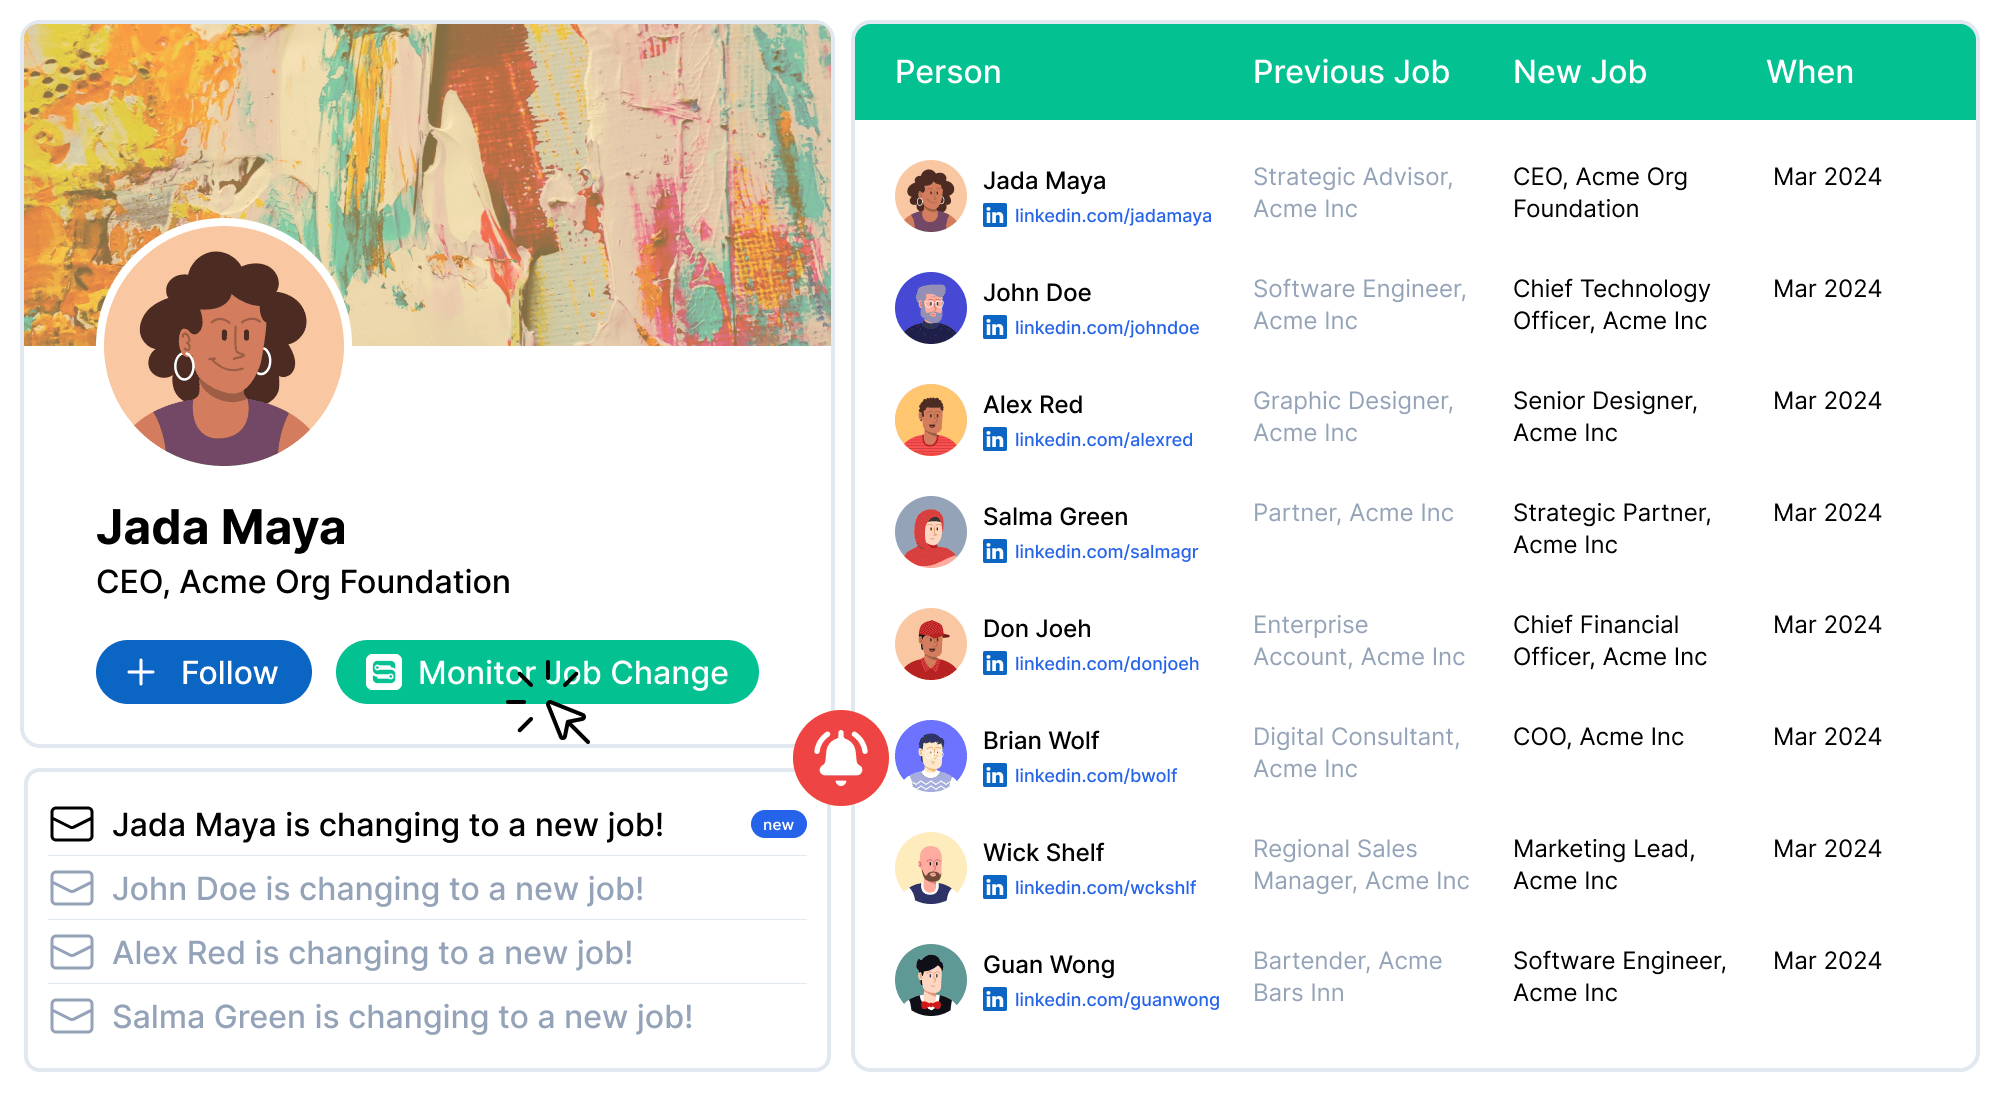 Jada Maya
CEO, Acme Org Foundation
Follow
Monitor Job Change
Jada Maya is changing to a new job!
new
John Doe is changing to a new job!
Alex Red is changing to a new job!
Salma Green is changing to a new job!
Person Previous Job New Job When
Jada Maya
in linkedin.com/jadamaya
Strategic Advisor,
Acme Inc
CEO, Acme Org
Foundation
Mar 2024
John Doe
in linkedin.com/johndoe
Software Engineer,
Acme Inc
Chief Technology
Officer, Acme Inc
Mar 2024
Alex Red
in linkedin.com/alexred
Graphic Designer,
Acme Inc
Senior Designer,
Acme Inc
Mar 2024
Salma Green
in linkedin.com/salmagr
Partner, Acme Inc
Strategic Partner,
Acme Inc
Mar 2024
Don Joeh
in linkedin.com/donjoeh
Enterprise
Account, Acme Inc
Chief Financial
Officer, Acme Inc
Mar 2024
Brian Wolf
in linkedin.com/bwolf
Digital Consultant,
Acme Inc
COO, Acme Inc
Mar 2024
Wick Shelf
in linkedin.com/wckshlf
Regional Sales
Manager, Acme Inc
Marketing Lead,
Acme Inc
Mar 2024
Guan Wong
in linkedin.com/guanwong
Bartender, Acme
Bars Inn
Software Engineer,
Acme Inc
Mar 2024